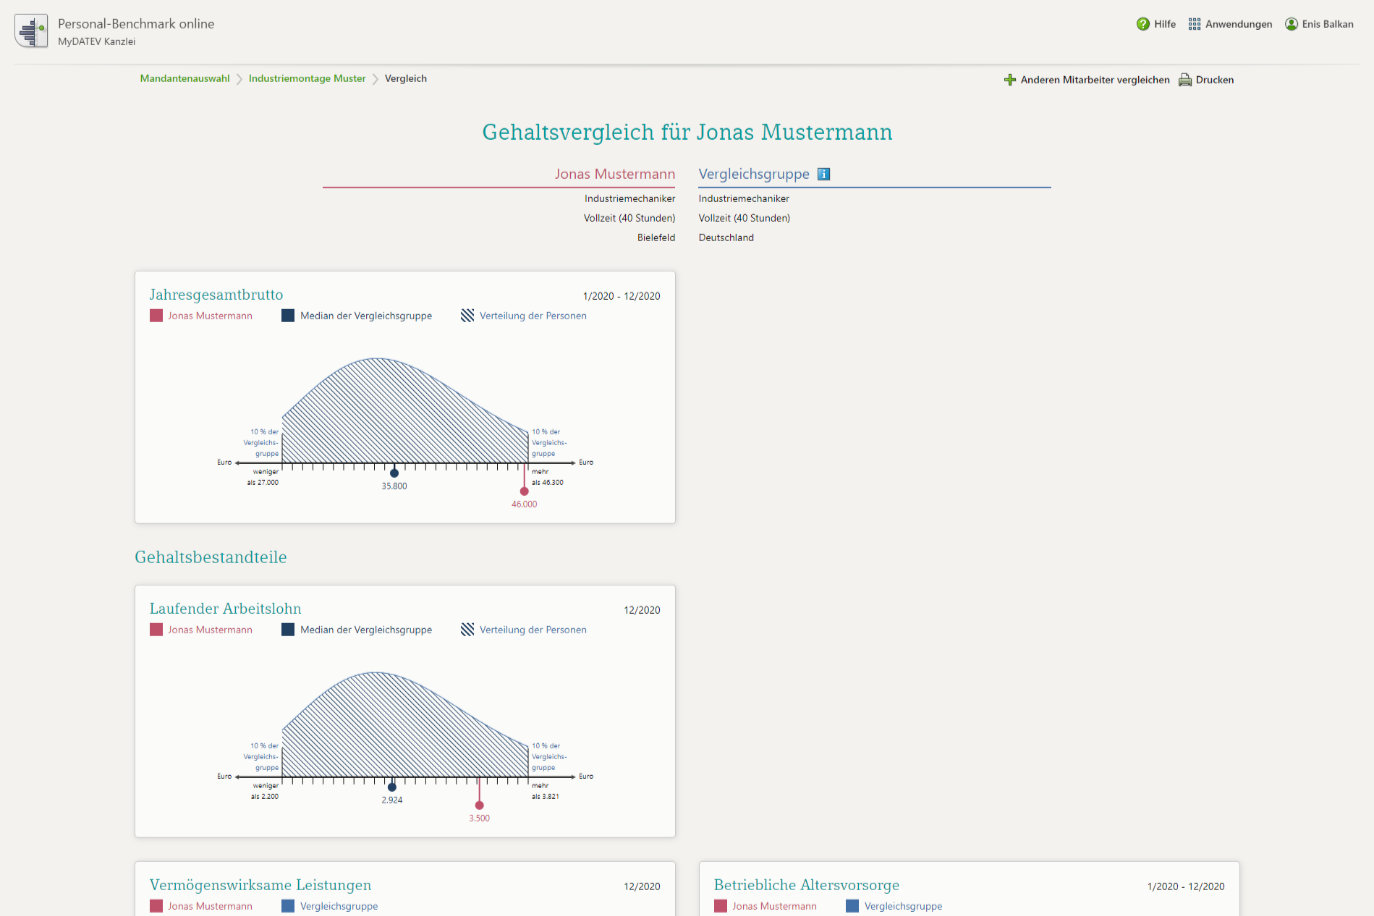 Personal-Benchmark online
MyDATEV Kanzlei
Hilfe
Anwendungen
Enis Balkan
Mandantenauswahl
Industriemontage Muster
Vergleich
Anderen Mitarbeiter vergleichen
Drucken
Gehaltsvergleich für Jonas Mustermann
Jonas Mustermann
Industriemechaniker
Vollzeit (40 Stunden)
Bielefeld
Vergleichsgruppe i
Industriemechaniker
Vollzeit (40 Stunden)
Deutschland
Jahresgesamtbrutto
1/2020 - 12/2020
Jonas Mustermann
Median der Vergleichsgruppe
Verteilung der Personen
10 % der
Vergleichs-
gruppe
10 % der
Vergleichs-
gruppe
Euro
Euro
weniger
als 27.000
35.800
mehr
als 46.300
46.000
Gehaltsbestandteile
Laufender Arbeitslohn
12/2020
Jonas Mustermann
Median der Vergleichsgruppe
Verteilung der Personen
10 % der
Vergleichs-
gruppe
10 % der
Vergleichs-
gruppe
Euro
Euro
weniger
als 2.200
2.924
mehr
als 3.821
3.500
Vermögenswirksame Leistungen
12/2020
Jonas Mustermann
Vergleichsgruppe
Betriebliche Altersvorsorge
1/2020 - 12/2020
Jonas Mustermann
Vergleichsgruppe